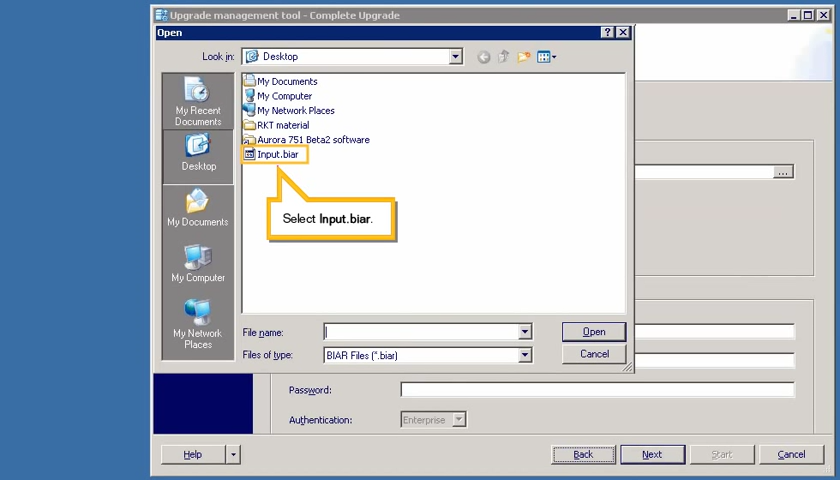 Upgrade management tool - Complete Upgrade
Open
Look in: Desktop
My Recent Documents
Desktop
My Documents
My Computer
My Network Places
My Documents
My Computer
My Network Places
RKT material
Aurora 751 Beta2 software
Input.biar
Select Input.biar.
File name:
Open
Files of type: BIAR Files (*.biar)
Cancel
...
Password:
Authentication: Enterprise
Help
Back
Next
Start
Cancel